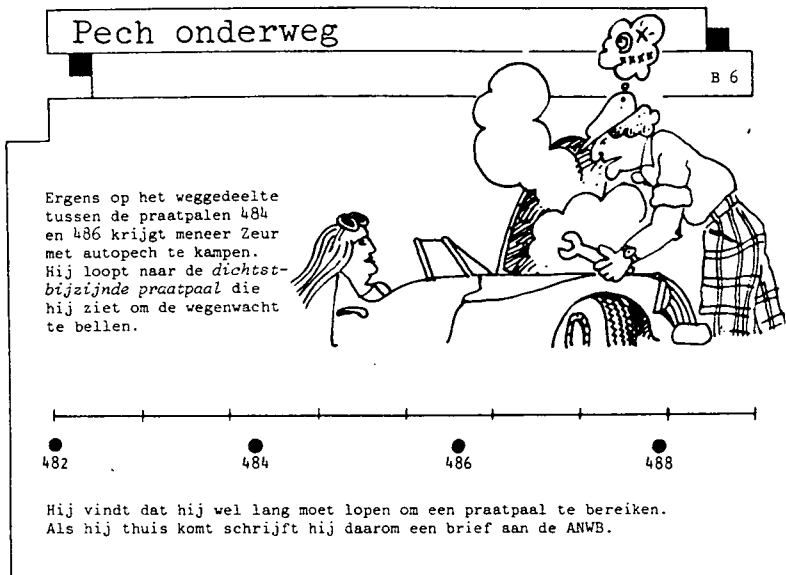 Pech onderweg
B 6
Ergens op het weggedeelte
tussen de praatpalen 484
en 486 krijgt meneer Zeur
met autopech te kampen.
Hij loopt naar de dichtst-
bijzijnde praatpaal die
hij ziet om de wegenwacht
te bellen.
482 484 486 488
Hij vindt dat hij wel lang moet lopen om een praatpaal te bereiken.
Als hij thuis komt schrijft hij daarom een brief aan de ANWB.